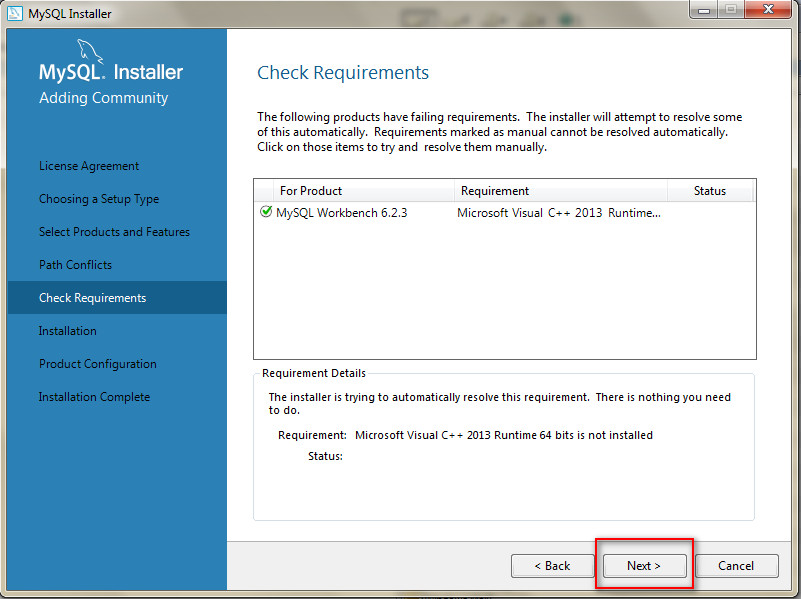 MySQL Installer
MySQL. Installer
Adding Community
License Agreement
Choosing a Setup Type
Select Products and Features
Path Conflicts
Check Requirements
Installation
Product Configuration
Installation Complete
Check Requirements
The following products have failing requirements. The installer will attempt to resolve some
of this automatically. Requirements marked as manual cannot be resolved automatically.
Click on those items to try and resolve them manually.
For Product Requirement Status
MySQL Workbench 6.2.3 Microsoft Visual C++ 2013 Runtime...
Requirement Details
The installer is trying to automatically resolve this requirement. There is nothing you need
to do.
Requirement: Microsoft Visual C++ 2013 Runtime 64 bits is not installed
Status:
< Back Next > Cancel